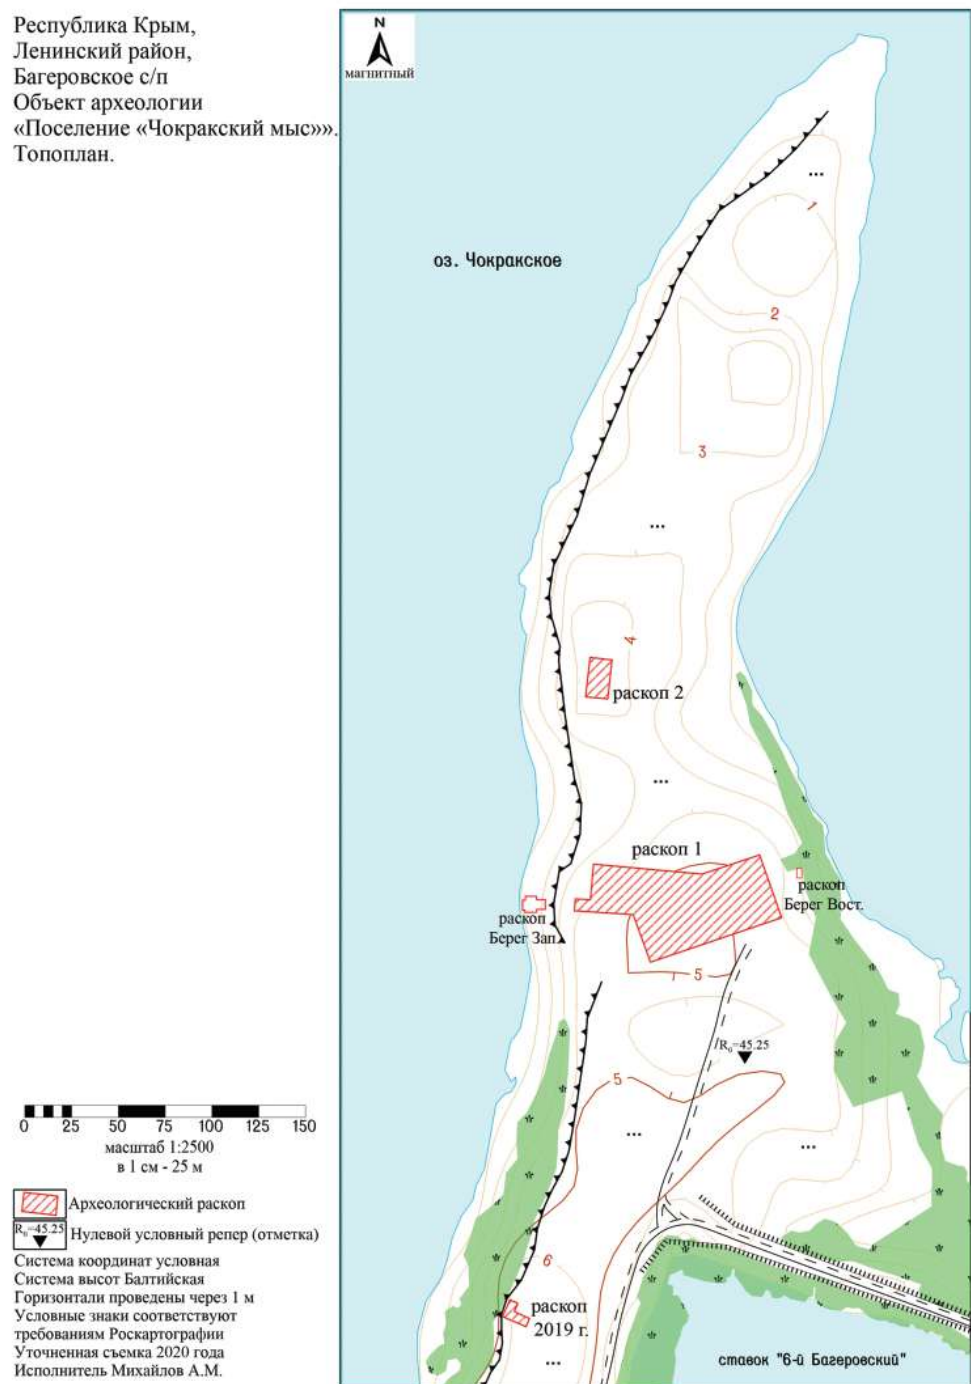 Республика Крым,
Ленинский район,
Багеровское с/п
Объект археологии
«Поселение «Чокракский мыс»».
Топоплан.
N
магнитный
оз. Чокракское
1
2
3
4
раскоп 2
раскоп 1
раскоп
Берег Вост.
раскоп
Берег Зап.
5
R₀=45.25
5
6
раскоп
2019 г.
ставок "6-й Багеровский"
0 25 50 75 100 125 150
масштаб 1:2500
в 1 см - 25 м
Археологический раскоп
R₀=45.25 Нулевой условный репер (отметка)
Система координат условная
Система высот Балтийская
Горизонтали проведены через 1 м
Условные знаки соответствуют
требованиям Роскартографии
Уточненная съемка 2020 года
Исполнитель Михайлов А.М.